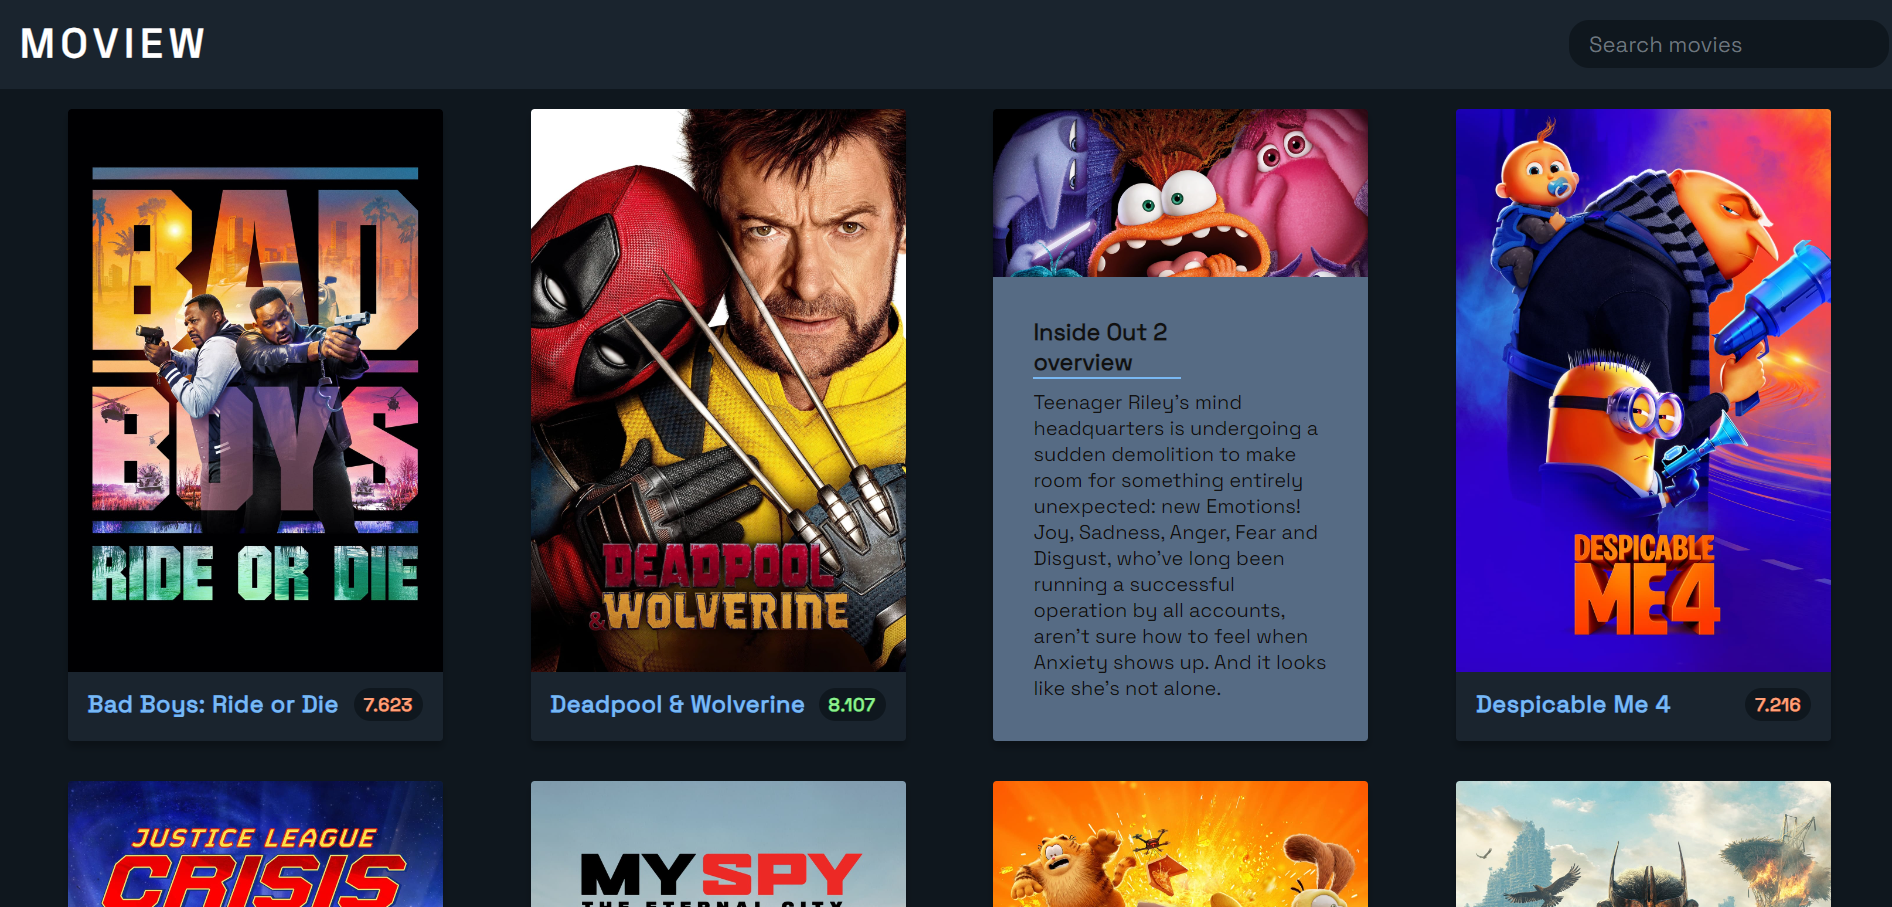 MOVIEW
Search movies
BAD
BOYS
RIDE OR DIE
Bad Boys: Ride or Die 7.623
DEADPOOL
&WOLVERINE
Deadpool & Wolverine 8.107
Inside Out 2
overview
Teenager Riley's mind
headquarters is undergoing a
sudden demolition to make
room for something entirely
unexpected: new Emotions!
Joy, Sadness, Anger, Fear and
Disgust, who've long been
running a successful
operation by all accounts,
aren't sure how to feel when
Anxiety shows up. And it looks
like she's not alone.
DESPICABLE
ME4
Despicable Me 4 7.216
JUSTICE LEAGUE
CRISIS
MY SPY
THE ETERNAL CITY